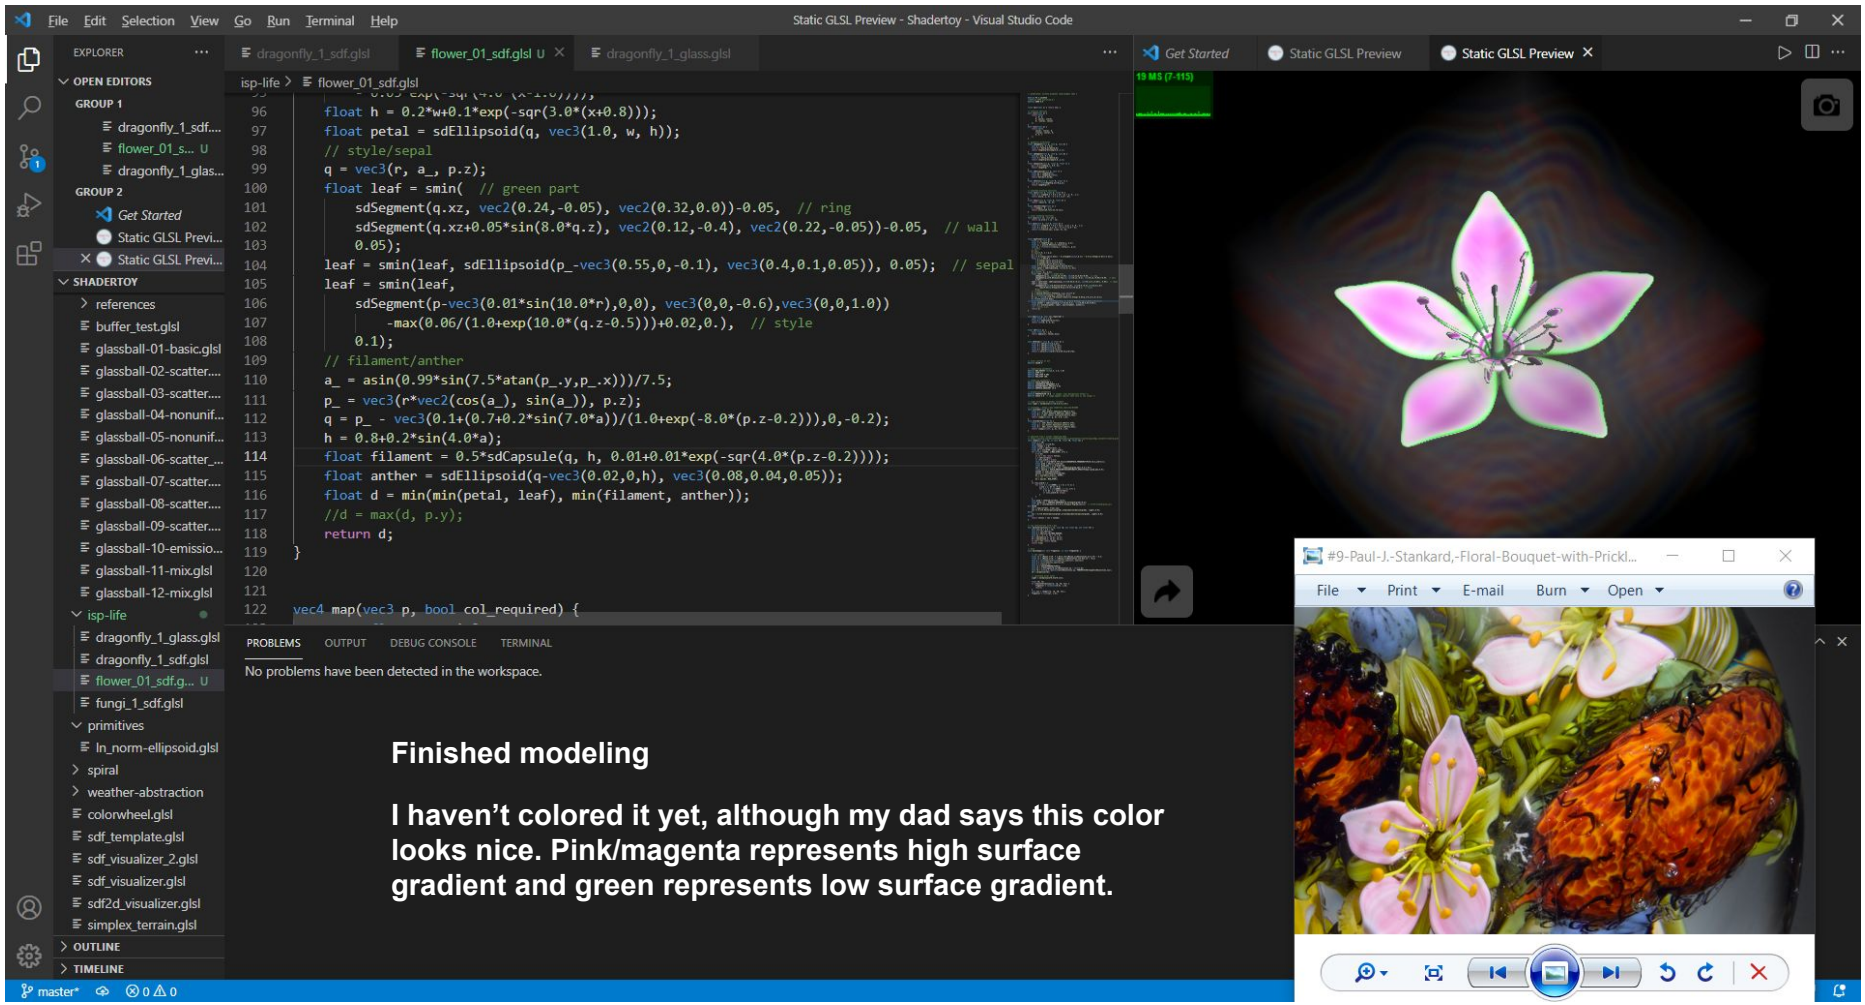 File Edit Selection View Go Run Terminal Help
Static GLSL Preview - Shadertoy - Visual Studio Code
EXPLORER
OPEN EDITORS
GROUP 1
dragonfly_1_sdf....
flower_01_s... U
dragonfly_1_glas...
GROUP 2
Get Started
Static GLSL Previ...
Static GLSL Previ...
SHADERTOY
references
buffer_test.glsl
glassball-01-basic.glsl
glassball-02-scatter....
glassball-03-scatter....
glassball-04-nonunif...
glassball-05-nonunif...
glassball-06-scatter_...
glassball-07-scatter....
glassball-08-scatter....
glassball-09-scatter....
glassball-10-emissio...
glassball-11-mix.glsl
glassball-12-mix.glsl
isp-life
dragonfly_1_glass.glsl
dragonfly_1_sdf.glsl
flower_01_sdf.g... U
fungi_1_sdf.glsl
primitives
ln_norm-ellipsoid.glsl
spiral
weather-abstraction
colorwheel.glsl
sdf_template.glsl
sdf_visualizer_2.glsl
sdf_visualizer.glsl
sdf2d_visualizer.glsl
simplex_terrain.glsl
OUTLINE
TIMELINE
master* 0 0
dragonfly_1_sdf.glsl flower_01_sdf.glsl U dragonfly_1_glass.glsl
isp-life > flower_01_sdf.glsl
96 float h = 0.2*w+0.1*exp(-sqr(3.0*(x+0.8)));
97 float petal = sdEllipsoid(q, vec3(1.0, w, h));
98 // style/sepal
99 q = vec3(r, a_, p.z);
100 float leaf = smin( // green part
101 sdSegment(q.xz, vec2(0.24,-0.05), vec2(0.32,0.0))-0.05, // ring
102 sdSegment(q.xz+0.05*sin(8.0*q.z), vec2(0.12,-0.4), vec2(0.22,-0.05))-0.05, // wall
103 0.05);
104 leaf = smin(leaf, sdEllipsoid(p_-vec3(0.55,0,-0.1), vec3(0.4,0.1,0.05)), 0.05); // sepal
105 leaf = smin(leaf,
106 sdSegment(p-vec3(0.01*sin(10.0*r),0,0), vec3(0,0,-0.6),vec3(0,0,1.0))
107 -max(0.06/(1.0+exp(10.0*(q.z-0.5)))+0.02,0.), // style
108 0.1);
109 // filament/anther
110 a_ = asin(0.99*sin(7.5*atan(p_.y,p_.x)))/7.5;
111 p_ = vec3(r*vec2(cos(a_), sin(a_)), p.z);
112 q = p_ - vec3(0.1+(0.7+0.2*sin(7.0*a))/(1.0+exp(-8.0*(p.z-0.2))),0,-0.2);
113 h = 0.8+0.2*sin(4.0*a);
114 float filament = 0.5*sdCapsule(q, h, 0.01+0.01*exp(-sqr(4.0*(p.z-0.2))));
115 float anther = sdEllipsoid(q-vec3(0.02,0,h), vec3(0.08,0.04,0.05));
116 float d = min(min(petal, leaf), min(filament, anther));
117 //d = max(d, p.y);
118 return d;
119 }
120
121
122 vec4 map(vec3 p, bool col_required) {
PROBLEMS OUTPUT DEBUG CONSOLE TERMINAL
No problems have been detected in the workspace.
Finished modeling
I haven’t colored it yet, although my dad says this color
looks nice. Pink/magenta represents high surface
gradient and green represents low surface gradient.
Get Started Static GLSL Preview Static GLSL Preview
19 MS (7-115)
#9-Paul-J.-Stankard,-Floral-Bouquet-with-Prickl...
File Print E-mail Burn Open